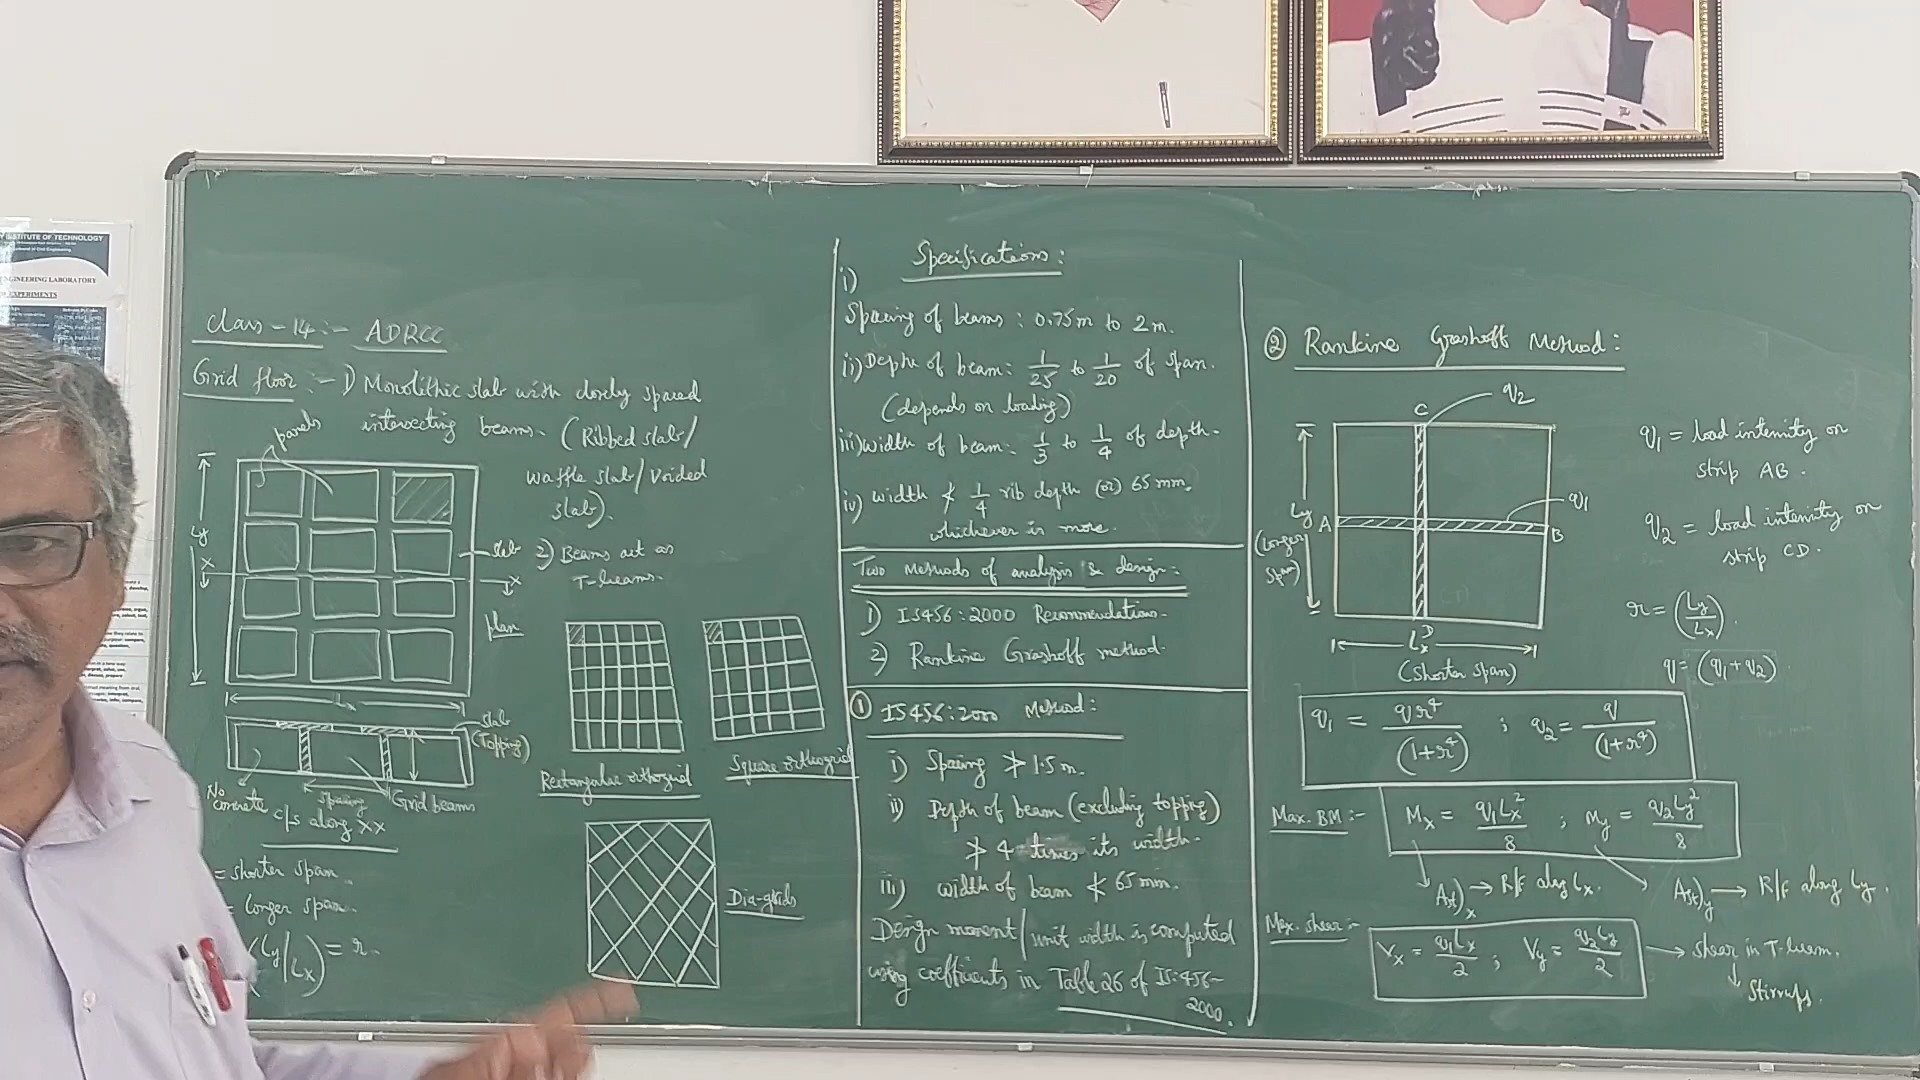 INSTITUTE OF TECHNOLOGY
ENGINEERING LABORATORY
EXPERIMENTS
Class - 14 :- ADRCC
Grid floor :- 1) Monolithic slab with closely spaced
intersecting beams. (Ribbed slab/
waffle slab/Voided
slab).
2) Beams act as
T-beams.
panels
Ly
X
slab
X
plan
Lx
slab
(Topping)
No
concrete
spacing
Grid beams
c/s along XX
= shorter span
= longer span.
(Ly/Lx) = r.
Rectangular orthogrid
Square orthogrid
Dia-grids
Specifications:
i)
Spacing of beams : 0.75m to 2m.
ii) Depth of beam: 1/25 to 1/20 of span.
(depends on loading)
iii) width of beam: 1/3 to 1/4 of depth.
iv) width ≮ 1/4 rib depth (or) 65mm.
whichever is more.
Two Methods of analysis & design:
1) IS456:2000 Recommendations.
2) Rankine Grashoff method.
① IS456:2000 Method:
i) Spacing ≯ 1.5m.
ii) Depth of beam (excluding topping)
≯ 4 times its width.
iii) width of beam ≮ 65mm.
Design moment/unit width is computed
using coefficients in Table 26 of IS:456-
2000.
② Rankine Grashoff Method:
q2
C
Ly
(Longer
span)
A
q1
B
D
Lx
(Shorter span)
q1 = load intensity on
strip AB.
q2 = load intensity on
strip CD.
r = (Ly/Lx).
q = (q1+q2)
q1 = qr⁴/(1+r⁴) ; q2 = q/(1+r⁴)
Max. BM :- Mx = q1Lx²/8 ; My = q2Ly²/8
Ast)x → R/f along Lx.
Ast)y → R/f along Ly.
Max. shear :- Vx = q1Lx/2 ; Vy = q2Ly/2 → shear in T-beam.
↓
Stirrups.